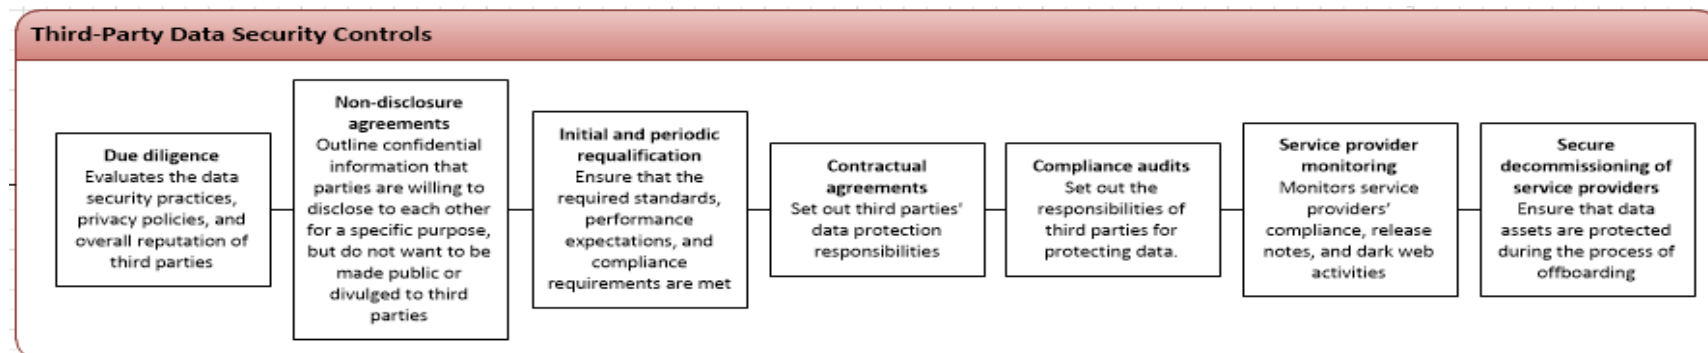 Third-Party Data Security Controls
Due diligence
Evaluates the data
security practices,
privacy policies, and
overall reputation of
third parties
Non-disclosure
agreements
Outline confidential
information that
parties are willing to
disclose to each other
for a specific purpose,
but do not want to be
made public or
divulged to third
parties
Initial and periodic
requalification
Ensure that the
required standards,
performance
expectations, and
compliance
requirements are met
Contractual
agreements
Set out third parties'
data protection
responsibilities
Compliance audits
Set out the
responsibilities of
third parties for
protecting data.
Service provider
monitoring
Monitors service
providers’
compliance, release
notes, and dark web
activities
Secure
decommissioning of
service providers
Ensure that data
assets are protected
during the process of
offboarding